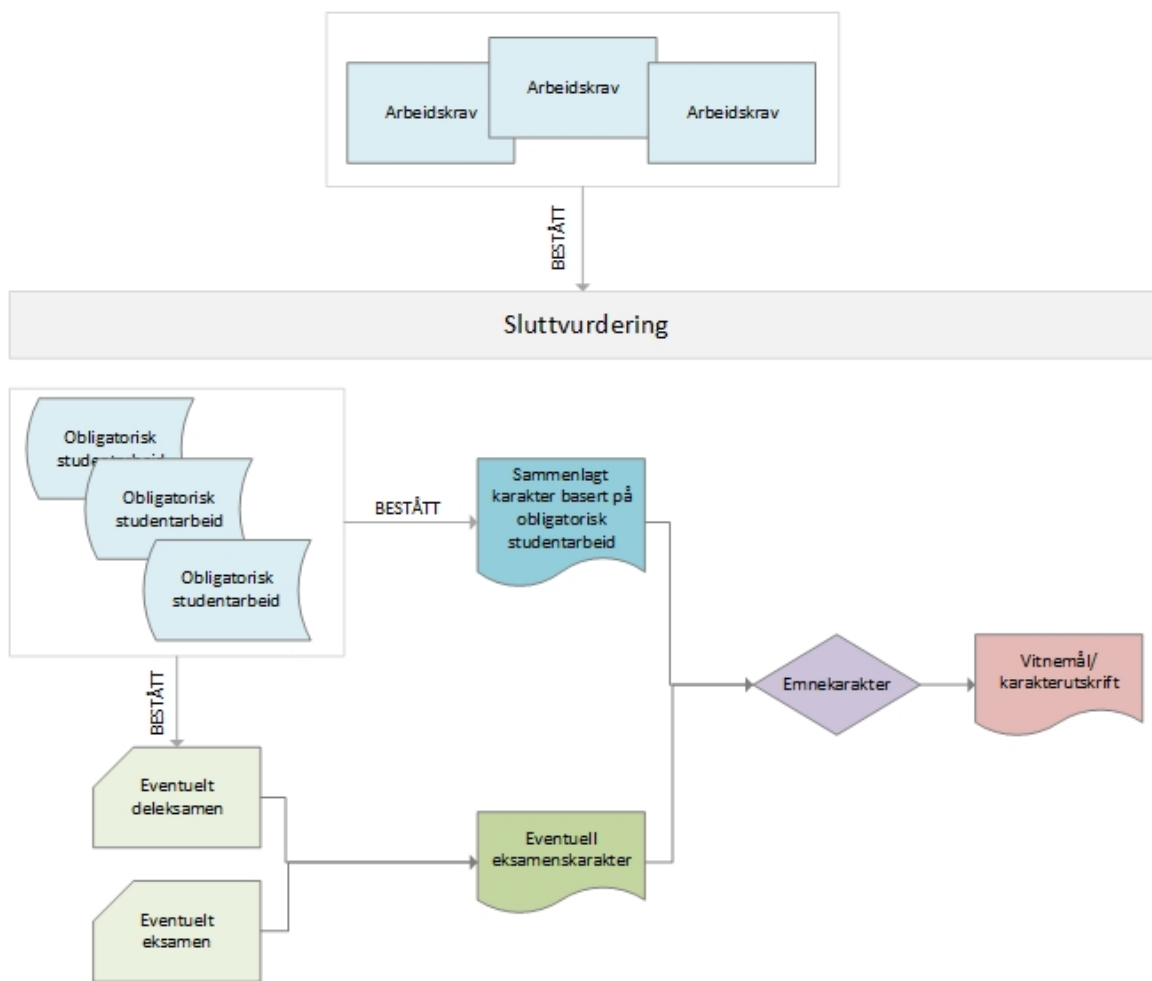 Arbeidskrav
Arbeidskrav
Arbeidskrav
BESTÅTT
Sluttvurdering
Obligatorisk
studentarbeid
Obligatorisk
studentarbeid
Obligatorisk
studentarbeid
BESTÅTT
Sammenlagt
karakter basert på
obligatorisk
studentarbeid
Emnekarakter
Vitnemål/
karakterutskrift
BESTÅTT
Eventuelt
deleksamen
Eventuell
eksamenskarakter
Eventuelt
eksamen